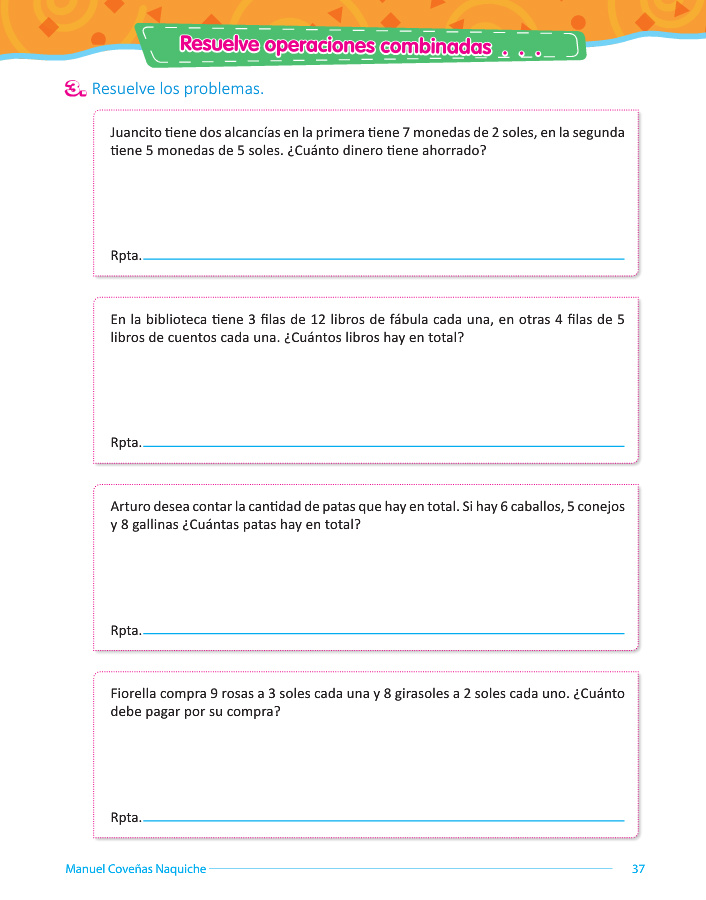 Resuelve operaciones combinadas . . .
3. Resuelve los problemas.
Juancito tiene dos alcancías en la primera tiene 7 monedas de 2 soles, en la segunda
tiene 5 monedas de 5 soles. ¿Cuánto dinero tiene ahorrado?
Rpta.
En la biblioteca tiene 3 filas de 12 libros de fábula cada una, en otras 4 filas de 5
libros de cuentos cada una. ¿Cuántos libros hay en total?
Rpta.
Arturo desea contar la cantidad de patas que hay en total. Si hay 6 caballos, 5 conejos
y 8 gallinas ¿Cuántas patas hay en total?
Rpta.
Fiorella compra 9 rosas a 3 soles cada una y 8 girasoles a 2 soles cada uno. ¿Cuánto
debe pagar por su compra?
Rpta.
Manuel Coveñas Naquiche 37